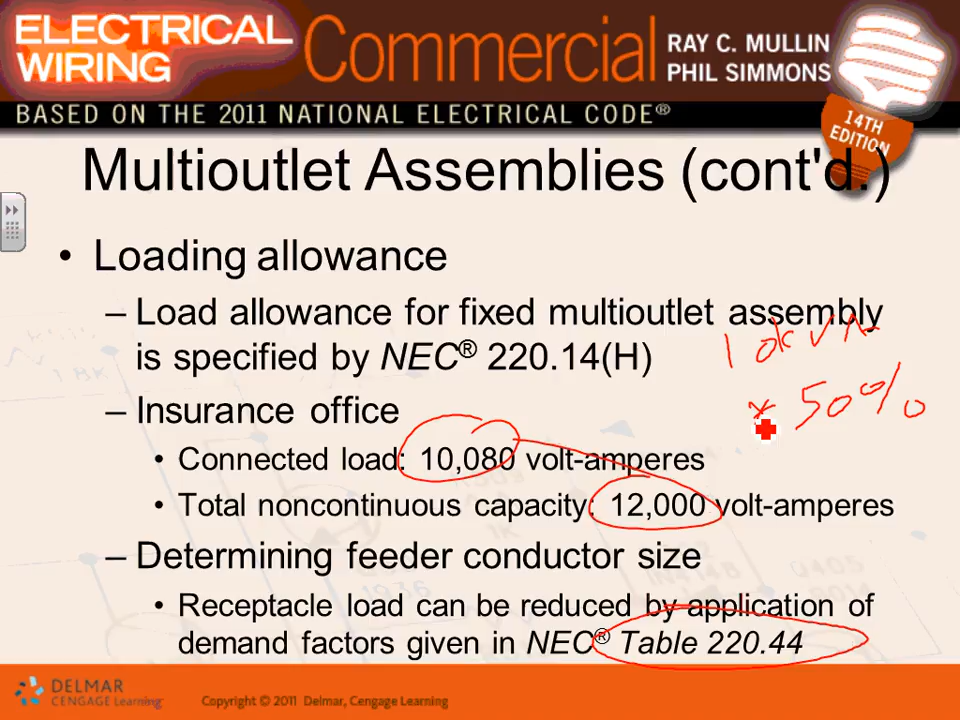 ELECTRICAL
WIRING
Commercial
RAY C. MULLIN
PHIL SIMMONS
BASED ON THE 2011 NATIONAL ELECTRICAL CODE®
14TH
EDITION
Multioutlet Assemblies (cont'd.)
• Loading allowance
– Load allowance for fixed multioutlet assembly
is specified by NEC® 220.14(H)
10kVA
* 50%
– Insurance office
• Connected load: 10,080 volt-amperes
• Total noncontinuous capacity: 12,000 volt-amperes
– Determining feeder conductor size
• Receptacle load can be reduced by application of
demand factors given in NEC® Table 220.44
DELMAR
CENGAGE Learning
Copyright © 2011 Delmar, Cengage Learning